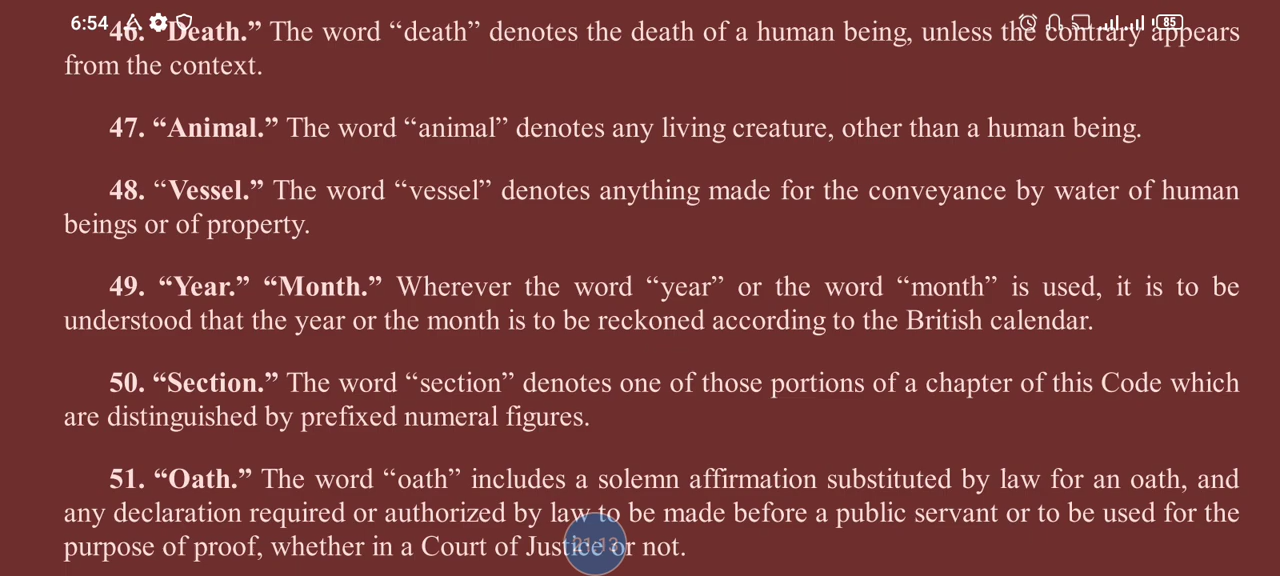 6:54
85
46. “Death.” The word “death” denotes the death of a human being, unless the contrary appears
from the context.
47. “Animal.” The word “animal” denotes any living creature, other than a human being.
48. “Vessel.” The word “vessel” denotes anything made for the conveyance by water of human
beings or of property.
49. “Year.” “Month.” Wherever the word “year” or the word “month” is used, it is to be
understood that the year or the month is to be reckoned according to the British calendar.
50. “Section.” The word “section” denotes one of those portions of a chapter of this Code which
are distinguished by prefixed numeral figures.
51. “Oath.” The word “oath” includes a solemn affirmation substituted by law for an oath, and
any declaration required or authorized by law to be made before a public servant or to be used for the
purpose of proof, whether in a Court of Justice or not.